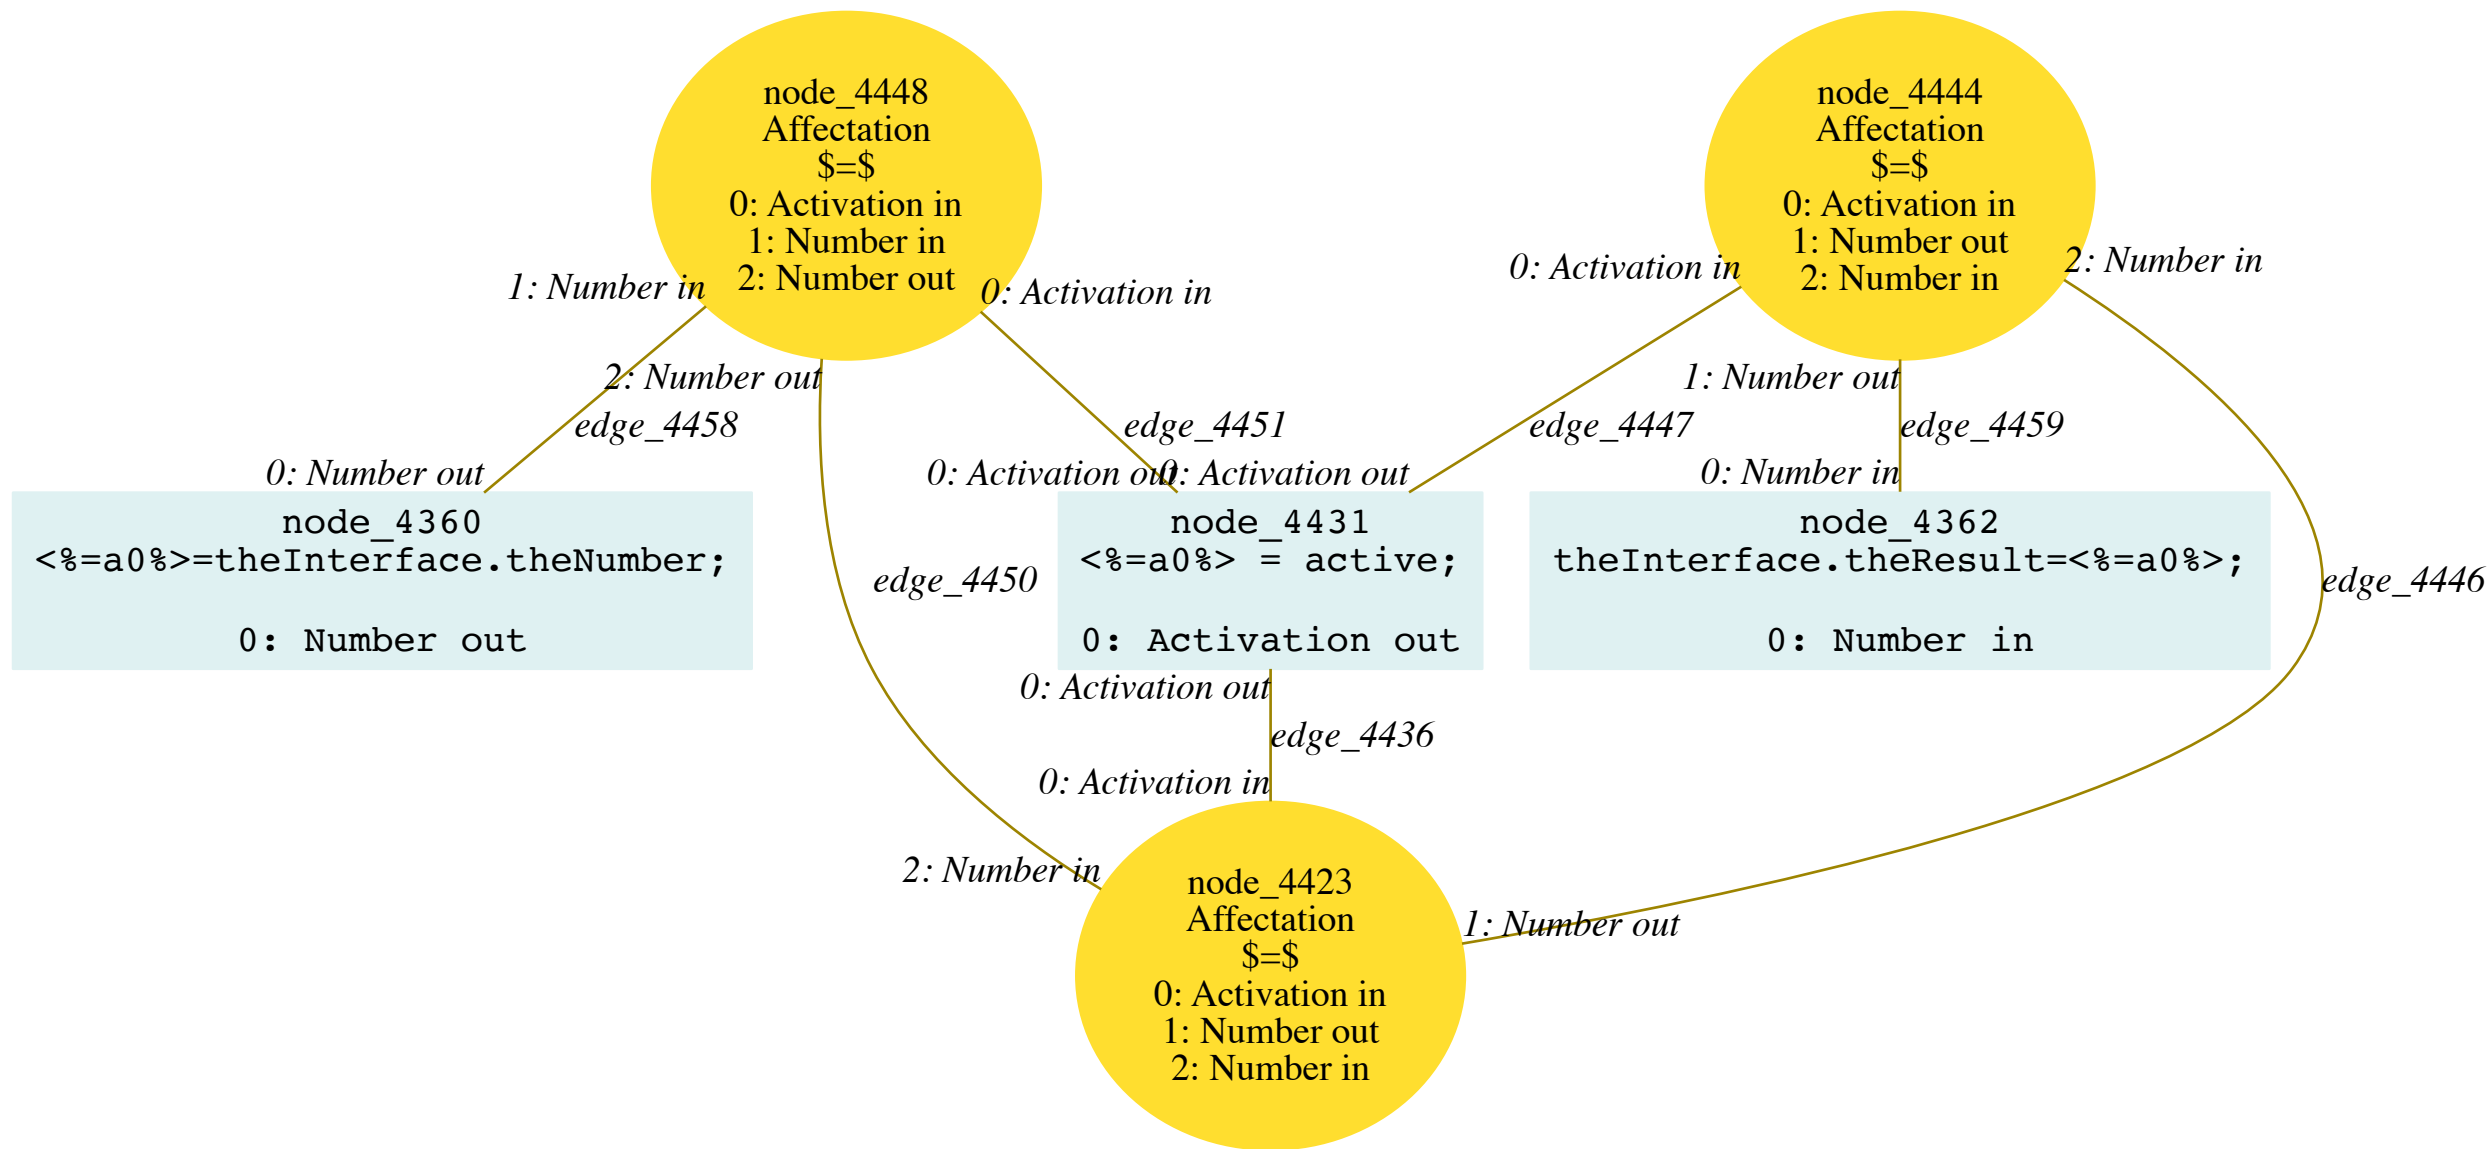 node_4448
Affectation
$=$
0: Activation in
1: Number in
2: Number out
node_4444
Affectation
$=$
0: Activation in
1: Number out
2: Number in
1: Number in
0: Activation in
0: Activation in
2: Number in
2: Number out
1: Number out
edge_4458
edge_4451
edge_4447
edge_4459
0: Number out
0: Activation out
0: Activation out
0: Number in
node_4360
<%=a0%>=theInterface.theNumber;
0: Number out
edge_4450
node_4431
<%=a0%> = active;
0: Activation out
node_4362
theInterface.theResult=<%=a0%>;
0: Number in
edge_4446
0: Activation out
edge_4436
0: Activation in
2: Number in
1: Number out
node_4423
Affectation
$=$
0: Activation in
1: Number out
2: Number in